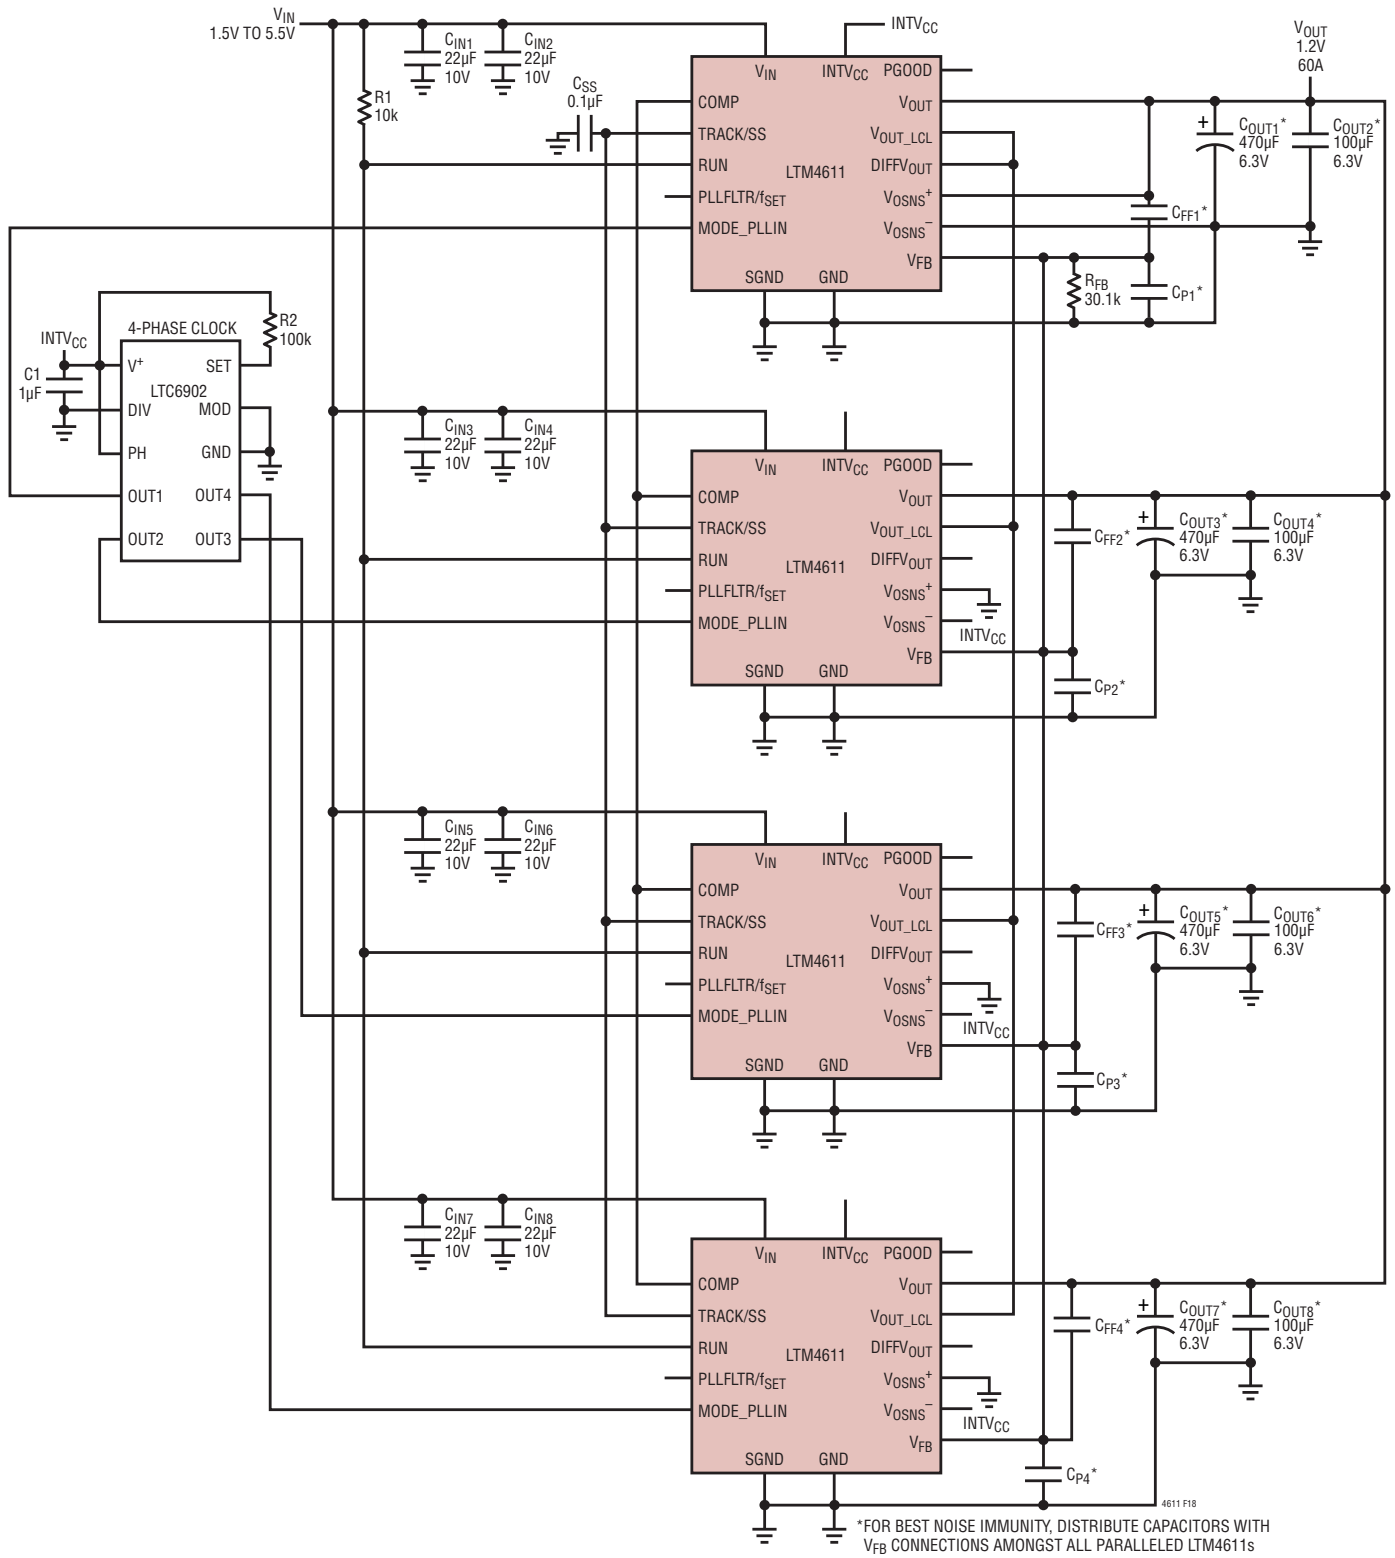 VIN
1.5V TO 5.5V
CIN1
22µF
10V
CIN2
22µF
10V
INTVCC
VOUT
1.2V
60A
R1
10k
CSS
0.1µF
VIN
INTVCC
PGOOD
COMP
VOUT
TRACK/SS
VOUT_LCL
RUN
DIFFVOUT
LTM4611
PLLFLTR/fSET
VOSNS+
MODE_PLLIN
VOSNS–
VFB
SGND
GND
+
COUT1*
470µF
6.3V
COUT2*
100µF
6.3V
CFF1*
RFB
30.1k
CP1*
R2
100k
4-PHASE CLOCK
INTVCC
C1
1µF
V+
SET
LTC6902
DIV
MOD
PH
GND
OUT1
OUT4
OUT2
OUT3
CIN3
22µF
10V
CIN4
22µF
10V
VIN
INTVCC
PGOOD
COMP
VOUT
TRACK/SS
VOUT_LCL
RUN
DIFFVOUT
LTM4611
PLLFLTR/fSET
VOSNS+
MODE_PLLIN
VOSNS–
INTVCC
VFB
SGND
GND
CFF2*
+
COUT3*
470µF
6.3V
COUT4*
100µF
6.3V
CP2*
CIN5
22µF
10V
CIN6
22µF
10V
VIN
INTVCC
PGOOD
COMP
VOUT
TRACK/SS
VOUT_LCL
RUN
DIFFVOUT
LTM4611
PLLFLTR/fSET
VOSNS+
MODE_PLLIN
VOSNS–
INTVCC
VFB
SGND
GND
CFF3*
+
COUT5*
470µF
6.3V
COUT6*
100µF
6.3V
CP3*
CIN7
22µF
10V
CIN8
22µF
10V
VIN
INTVCC
PGOOD
COMP
VOUT
TRACK/SS
VOUT_LCL
RUN
DIFFVOUT
LTM4611
PLLFLTR/fSET
VOSNS+
MODE_PLLIN
VOSNS–
INTVCC
VFB
SGND
GND
CFF4*
+
COUT7*
470µF
6.3V
COUT8*
100µF
6.3V
CP4*
4611 F18
*FOR BEST NOISE IMMUNITY, DISTRIBUTE CAPACITORS WITH
VFB CONNECTIONS AMONGST ALL PARALLELED LTM4611s